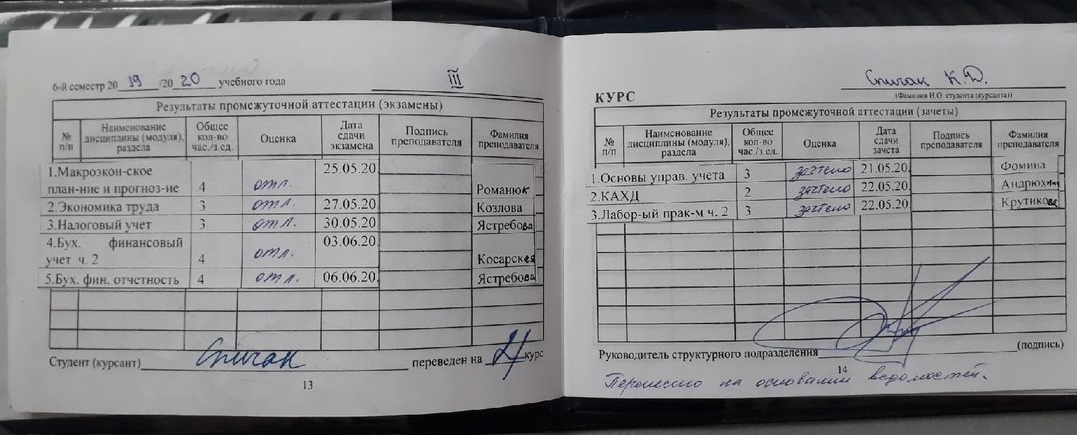 6-й семестр 20 19 /20 20 учебного года III
Результаты промежуточной аттестации (экзамены)
№ п/п Наименование дисциплины (модуля), раздела Общее кол-во час./з.ед. Оценка Дата сдачи экзамена Подпись преподавателя Фамилия преподавателя
1.Макроэкон-ское план-ние и прогноз-ие 4 отл. 25.05.20 Романюк
2.Экономика труда 3 отл. 27.05.20 Козлова
3.Налоговый учет 3 отл. 30.05.20 Ястребова
4.Бух. финансовый учет ч. 2 4 отл. 03.06.20 Косарская
5.Бух. фин. отчетность 4 отл. 06.06.20 Ястребова
Студент (курсант) Спичак переведен на 4 курс
13
Спичак К.Д.
КУРС (Фамилия И.О. студента (курсанта))
Результаты промежуточной аттестации (зачеты)
№ п/п Наименование дисциплины (модуля), раздела Общее кол-во час./з.ед. Оценка Дата сдачи зачета Подпись преподавателя Фамилия преподавателя
1.Основы управ. учета 3 зачтено 21.05.20 Фомина
2.КАХД 2 зачтено 22.05.20 Андрюхин
3.Лабор-ый прак-м ч. 2 3 зачтено 22.05.20 Крутикова
Руководитель структурного подразделения (подпись)
14
Перенесено на основании ведомостей.